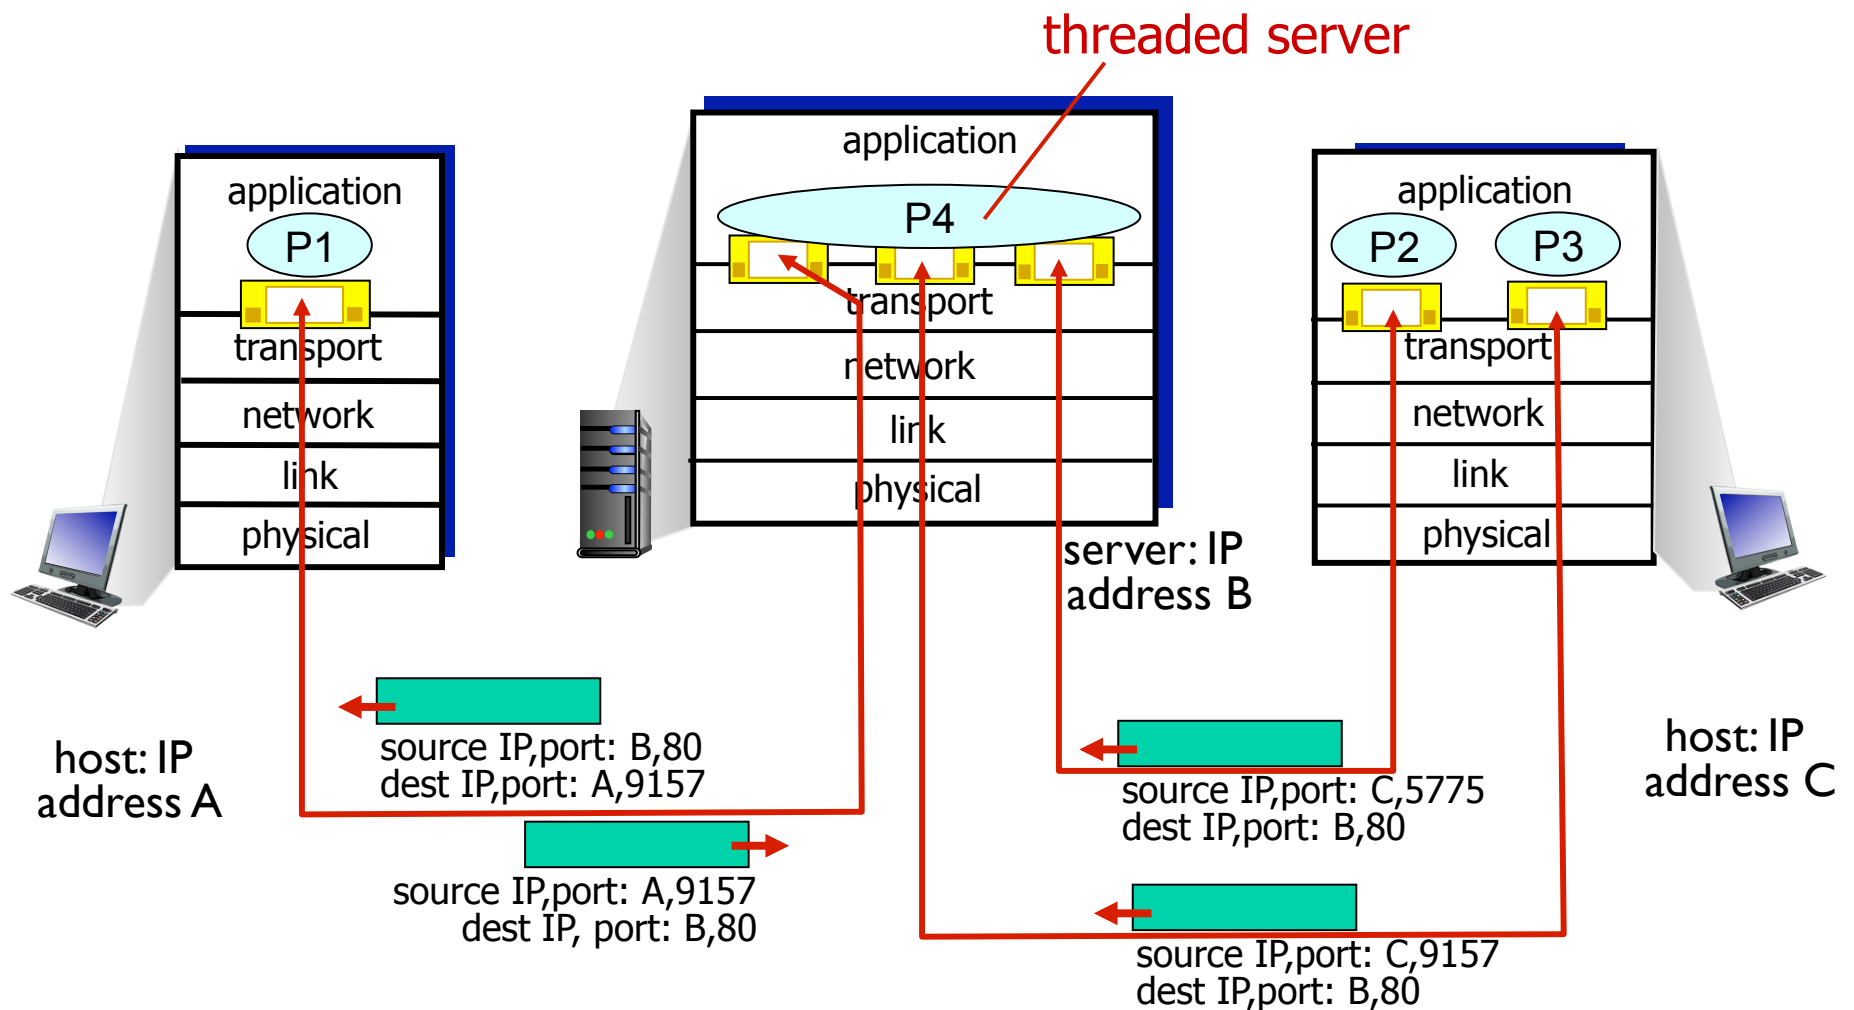 threaded server
application
P1
transport
network
link
physical
application
P4
transport
network
link
physical
application
P2
P3
transport
network
link
physical
server: IP
address B
host: IP
address A
source IP,port: B,80
dest IP,port: A,9157
source IP,port: A,9157
dest IP, port: B,80
source IP,port: C,5775
dest IP,port: B,80
source IP,port: C,9157
dest IP,port: B,80
host: IP
address C